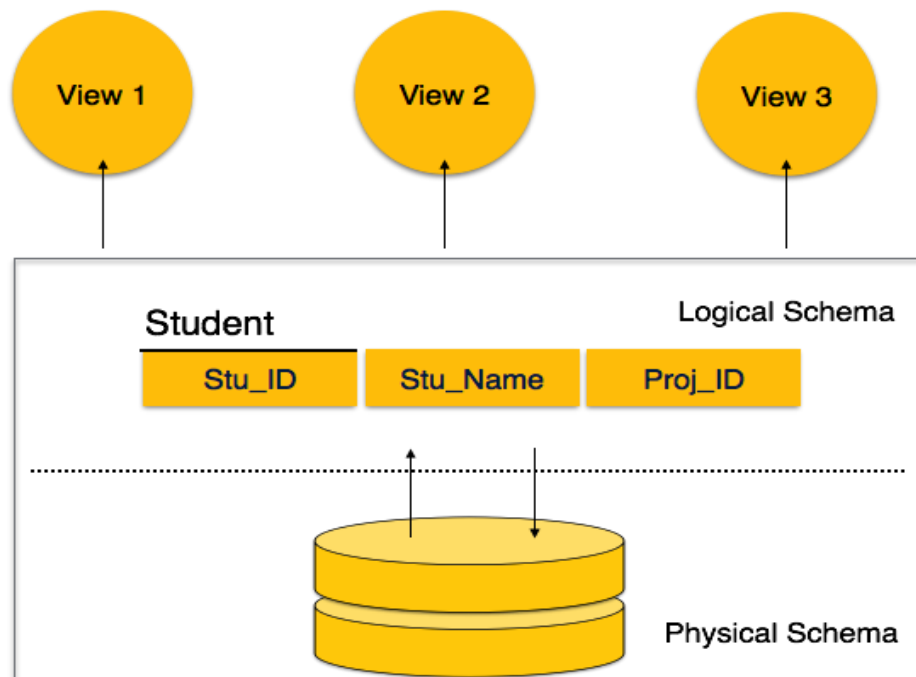 View 1
View 2
View 3
Student
Logical Schema
Stu_ID
Stu_Name
Proj_ID
Physical Schema